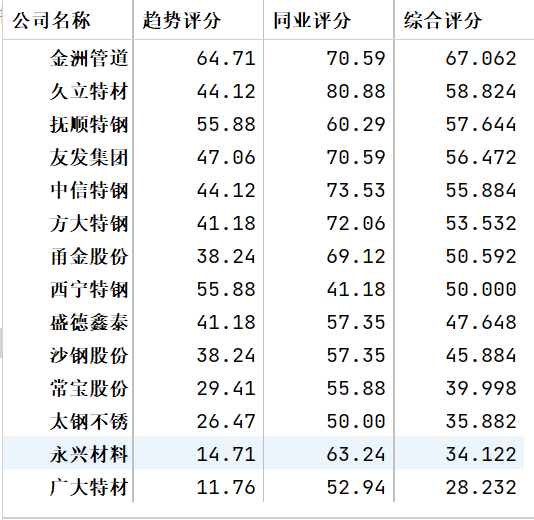 公司名称 趋势评分 同业评分 综合评分
金洲管道 64.71 70.59 67.062
久立特材 44.12 80.88 58.824
抚顺特钢 55.88 60.29 57.644
友发集团 47.06 70.59 56.472
中信特钢 44.12 73.53 55.884
方大特钢 41.18 72.06 53.532
甬金股份 38.24 69.12 50.592
西宁特钢 55.88 41.18 50.000
盛德鑫泰 41.18 57.35 47.648
沙钢股份 38.24 57.35 45.884
常宝股份 29.41 55.88 39.998
太钢不锈 26.47 50.00 35.882
永兴材料 14.71 63.24 34.122
广大特材 11.76 52.94 28.232